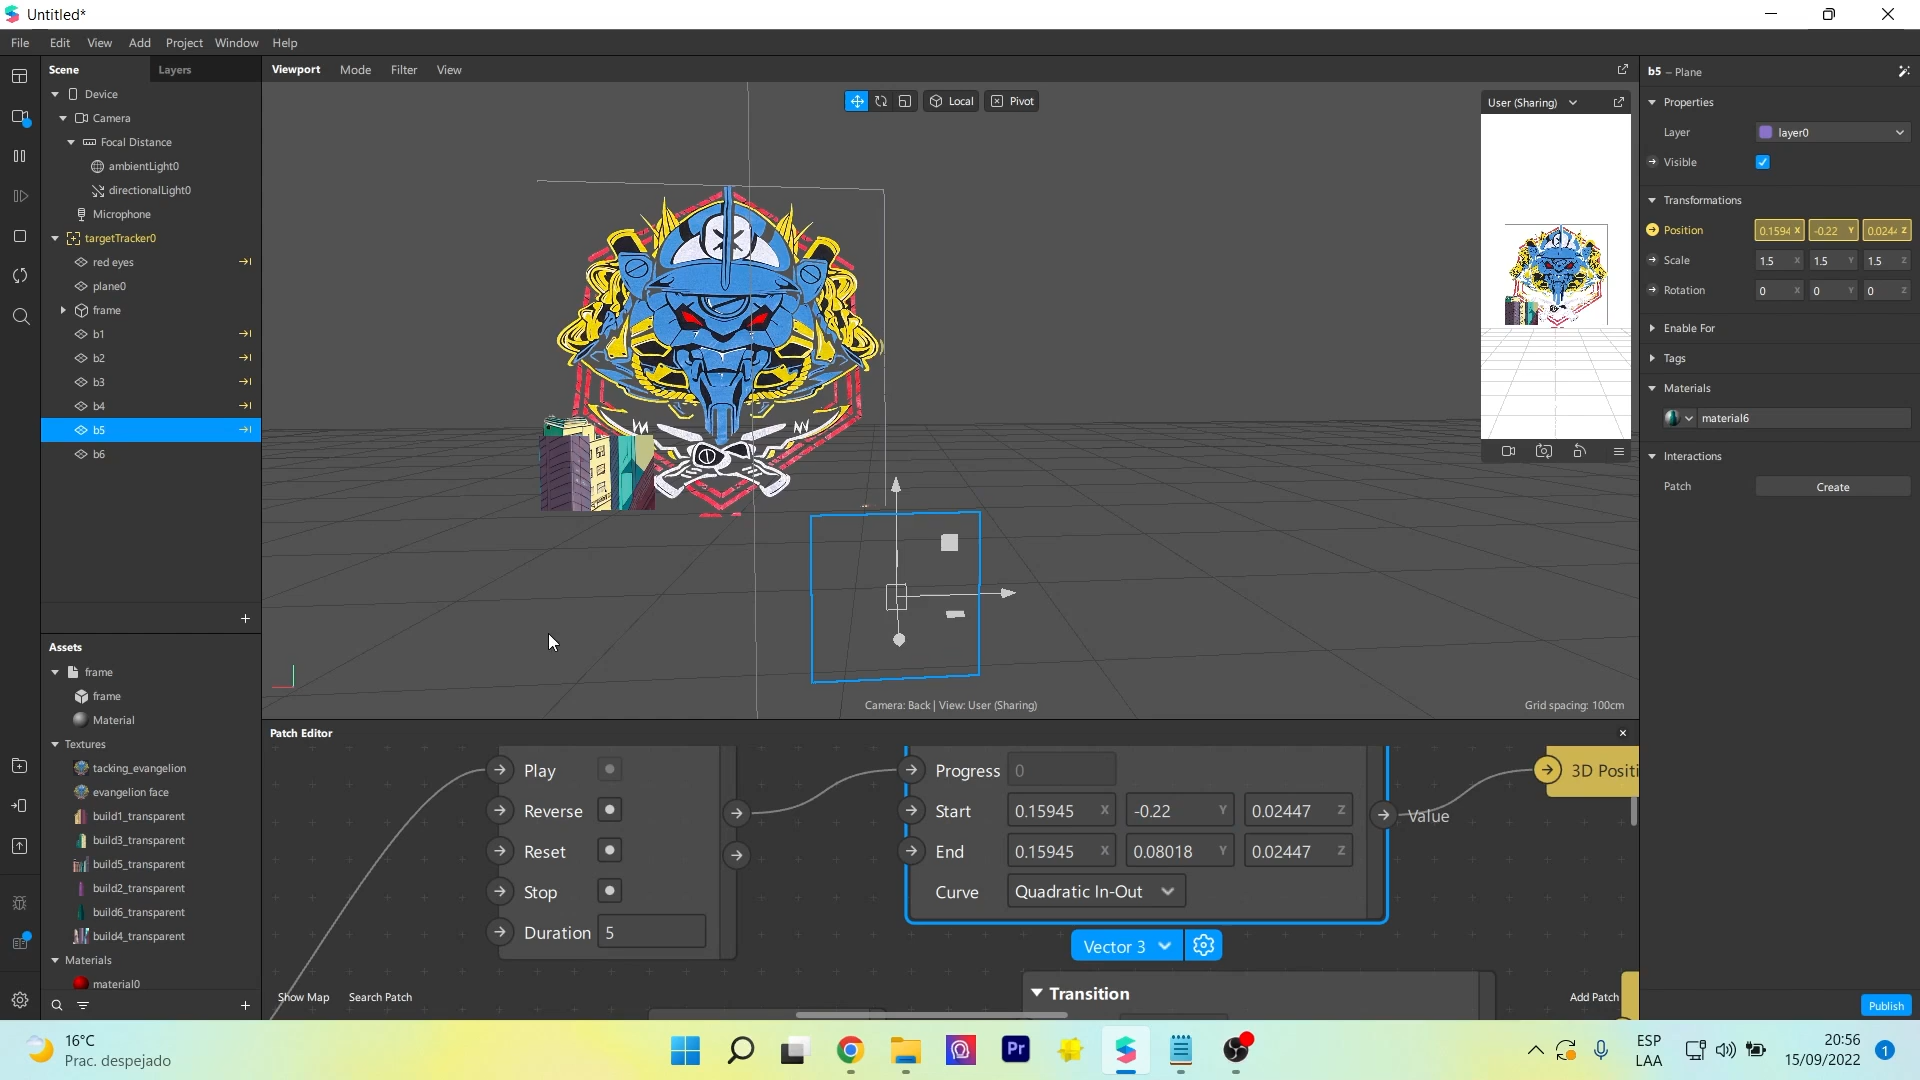 Untitled*
File Edit View Add Project Window Help
Scene Layers
Viewport Mode Filter View
b5 – Plane
Device
Camera
Focal Distance
ambientLight0
directionalLight0
Microphone
targetTracker0
red eyes
plane0
frame
b1
b2
b3
b4
b5
b6
Local Pivot
User (Sharing)
Camera: Back | View: User (Sharing)
Grid spacing: 100cm
Properties
Layer layer0
Visible
Transformations
Position 0.1594 X -0.22 Y 0.0244 Z
Scale 1.5 X 1.5 Y 1.5 Z
Rotation 0 X 0 Y 0 Z
Enable For
Tags
Materials
material6
Interactions
Patch Create
Assets
frame
frame
Material
Textures
tacking_evangelion
evangelion face
build1_transparent
build3_transparent
build5_transparent
build2_transparent
build6_transparent
build4_transparent
Materials
material0
Patch Editor
Play
Reverse
Reset
Stop
Duration 5
Progress 0
Start 0.15945 X -0.22 Y 0.02447 Z
End 0.15945 X 0.08018 Y 0.02447 Z
Curve Quadratic In-Out
Value
3D Positi
Vector 3
Transition
Show Map Search Patch
Add Patch
Publish
16°C
Prac. despejado
Pr
ESP
LAA
20:56
15/09/2022
1